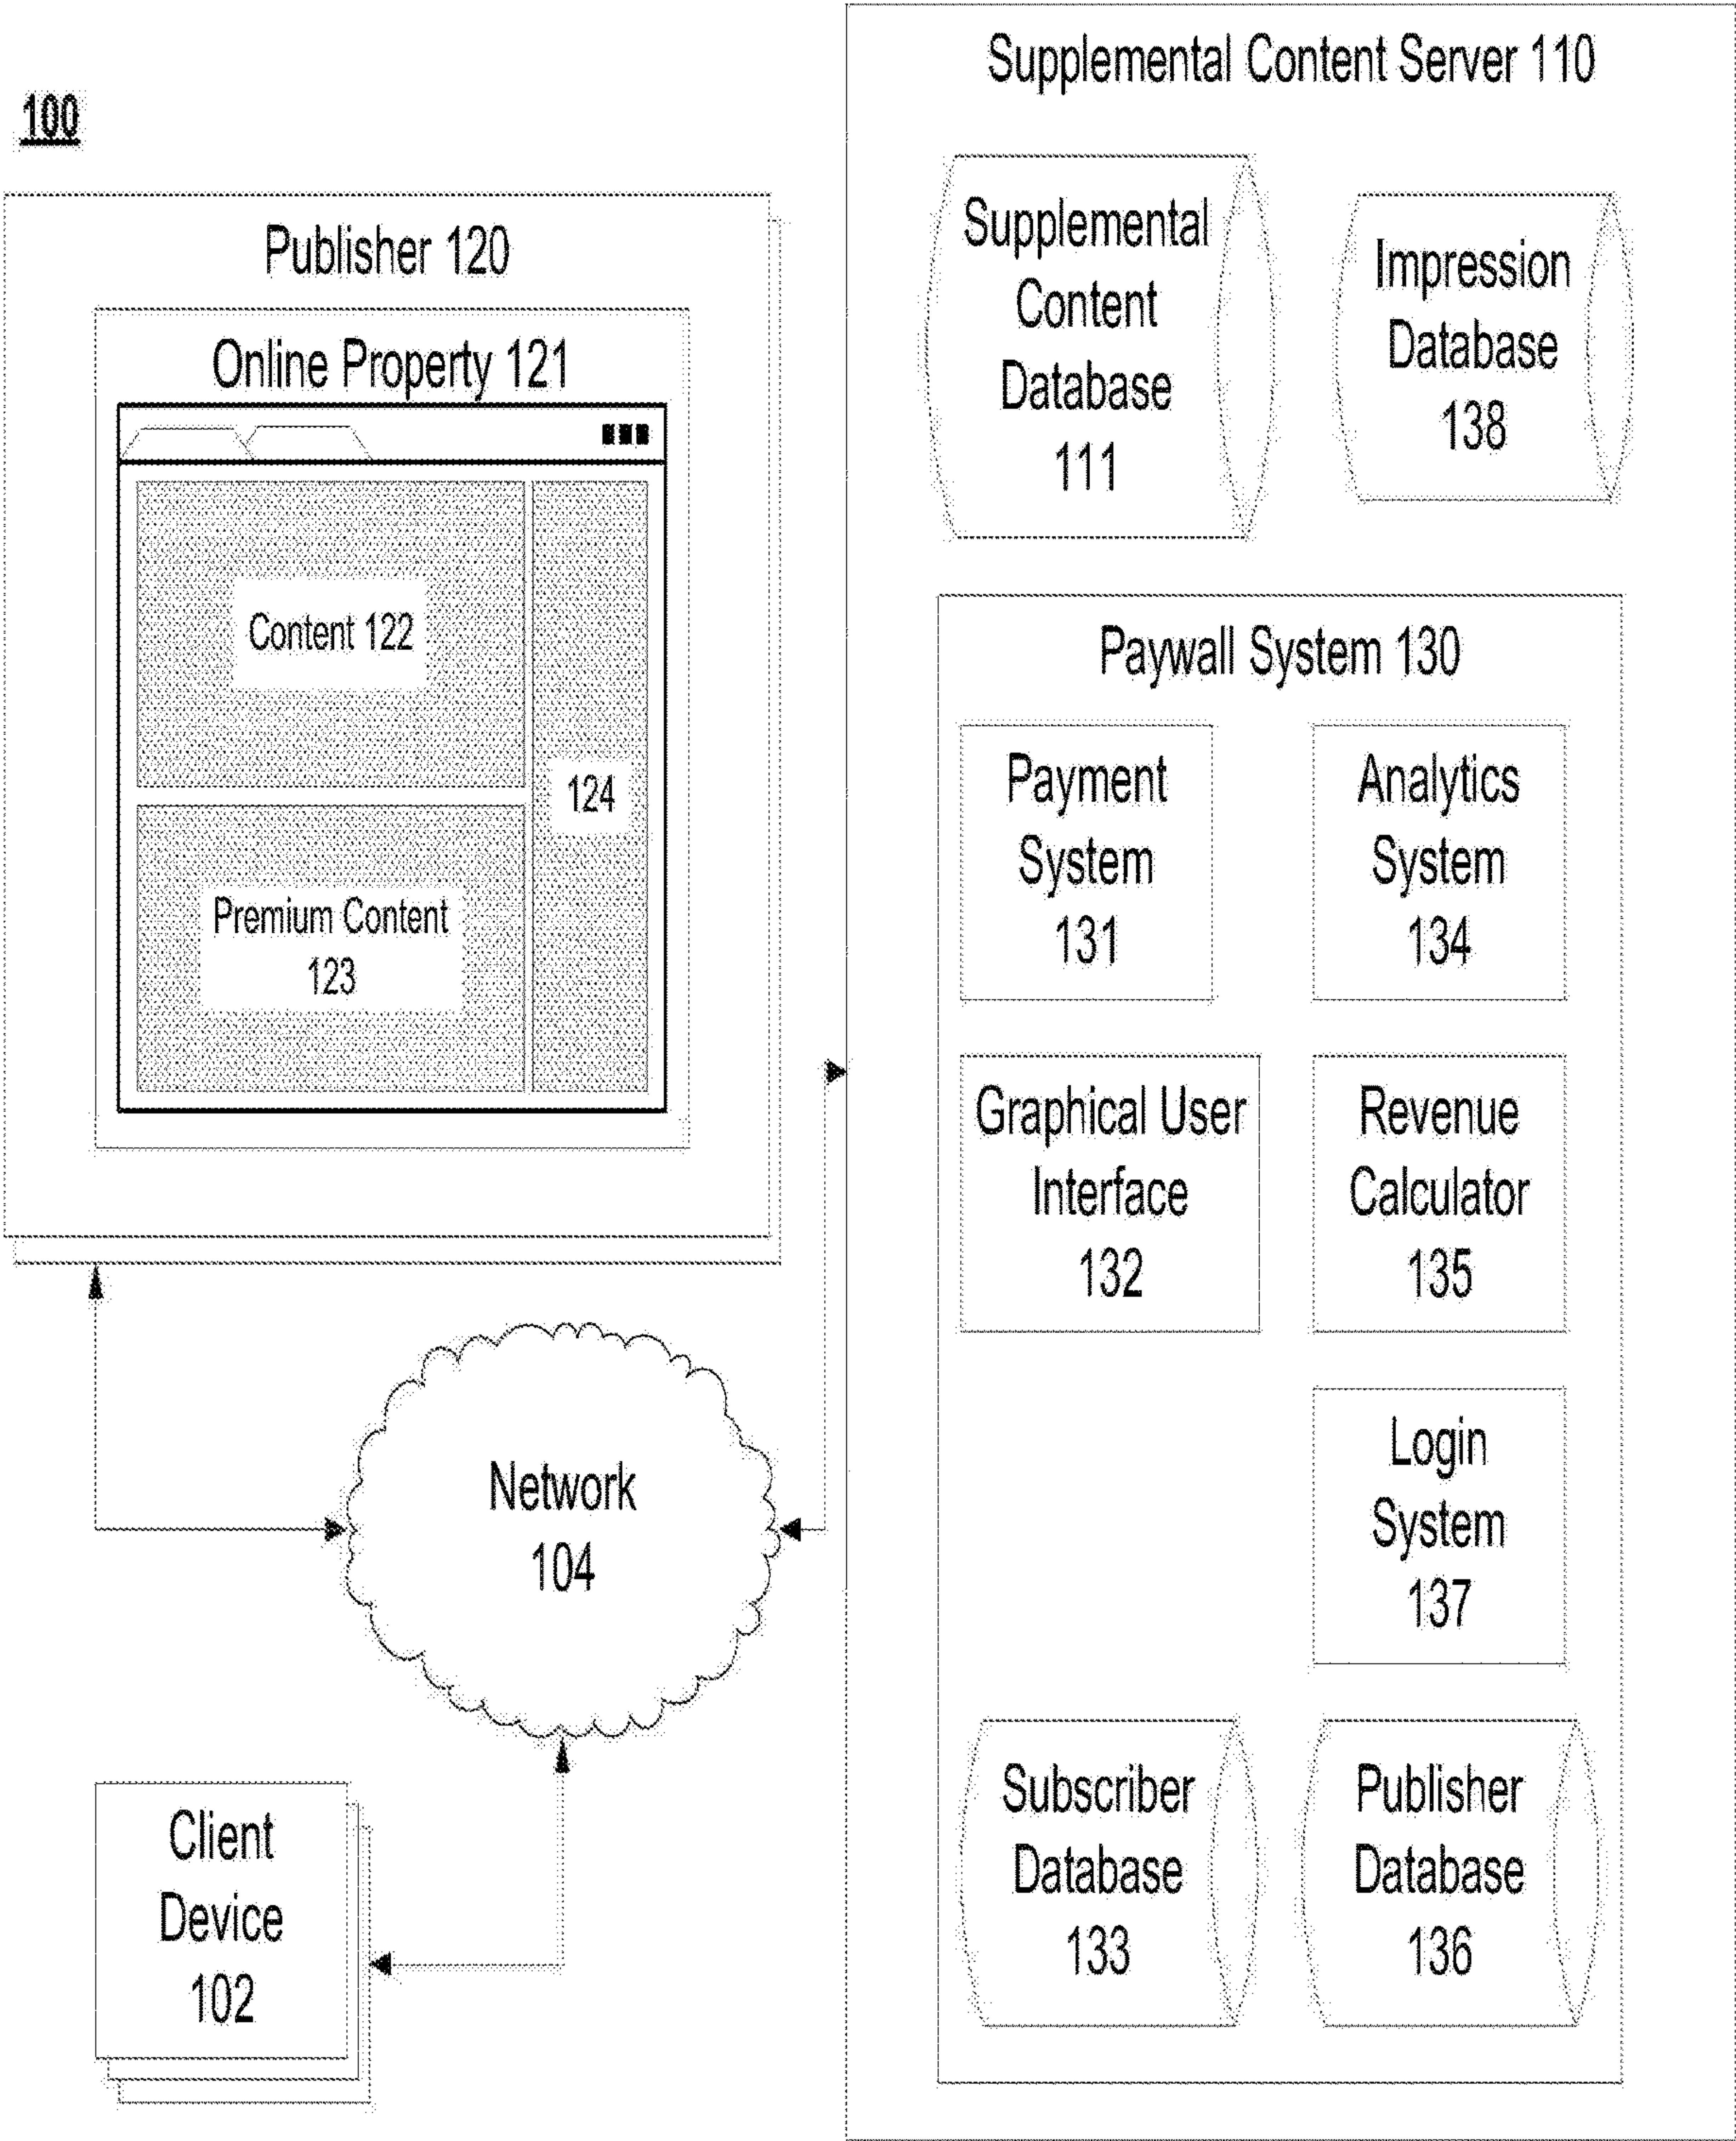 100
Publisher 120
Online Property 121
Content 122
124
Premium Content
123
Network
104
Client
Device
102
Supplemental Content Server 110
Supplemental
Content
Database
111
Impression
Database
138
Paywall System 130
Payment
System
131
Analytics
System
134
Graphical User
Interface
132
Revenue
Calculator
135
Login
System
137
Subscriber
Database
133
Publisher
Database
136